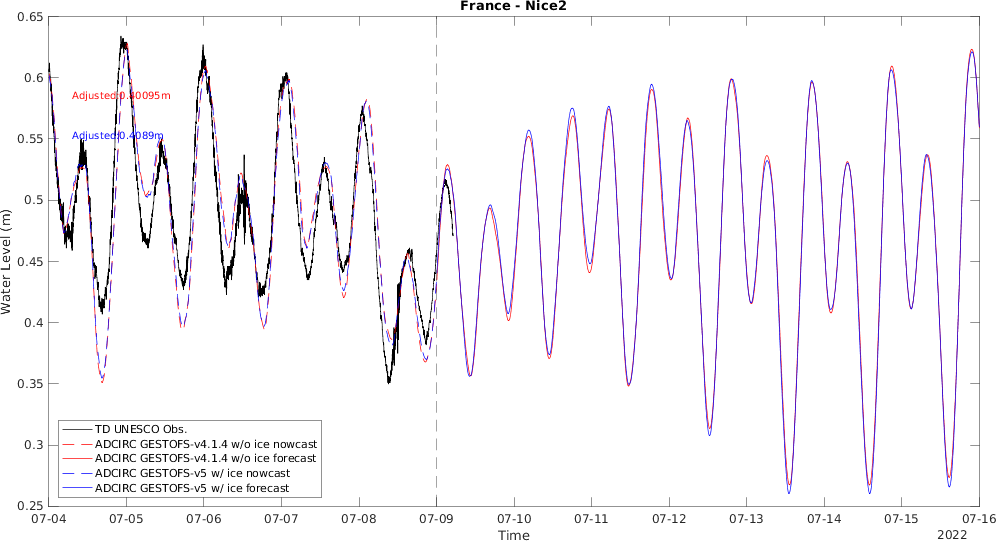 France - Nice2
0.65
0.6
0.55
0.5
0.45
0.4
0.35
0.3
0.25
Water Level (m)
Adjusted:0.40095m
Adjusted:0.4089m
TD UNESCO Obs.
ADCIRC GESTOFS-v4.1.4 w/o ice nowcast
ADCIRC GESTOFS-v4.1.4 w/o ice forecast
ADCIRC GESTOFS-v5 w/ ice nowcast
ADCIRC GESTOFS-v5 w/ ice forecast
07-04 07-05 07-06 07-07 07-08 07-09 07-10 07-11 07-12 07-13 07-14 07-15 07-16
Time
2022